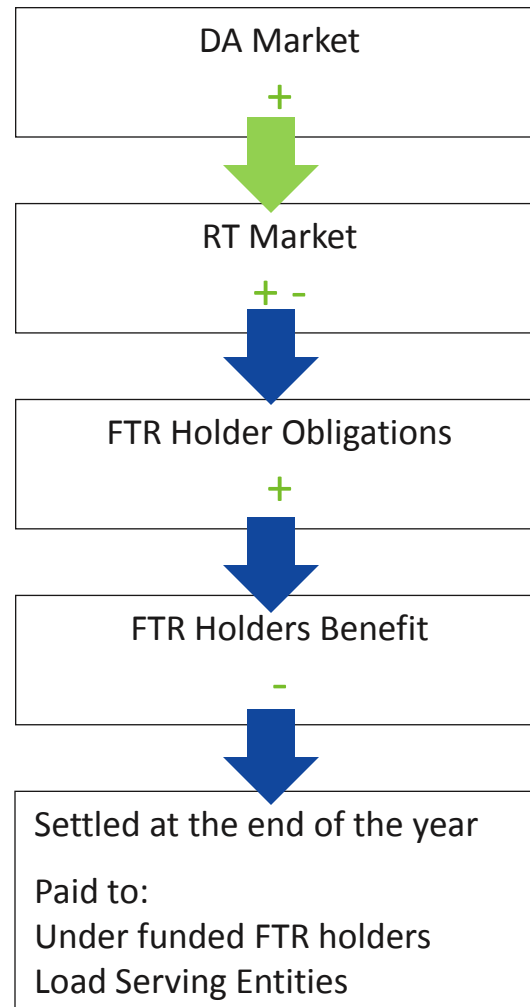 DA Market
+
RT Market
+ -
FTR Holder Obligations
+
FTR Holders Benefit
-
Settled at the end of the year
Paid to:
Under funded FTR holders
Load Serving Entities